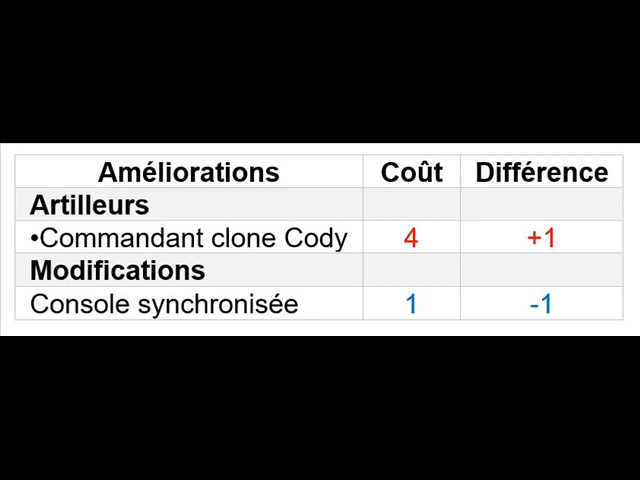 Améliorations Coût Différence
Artilleurs
•Commandant clone Cody 4 +1
Modifications
Console synchronisée 1 -1